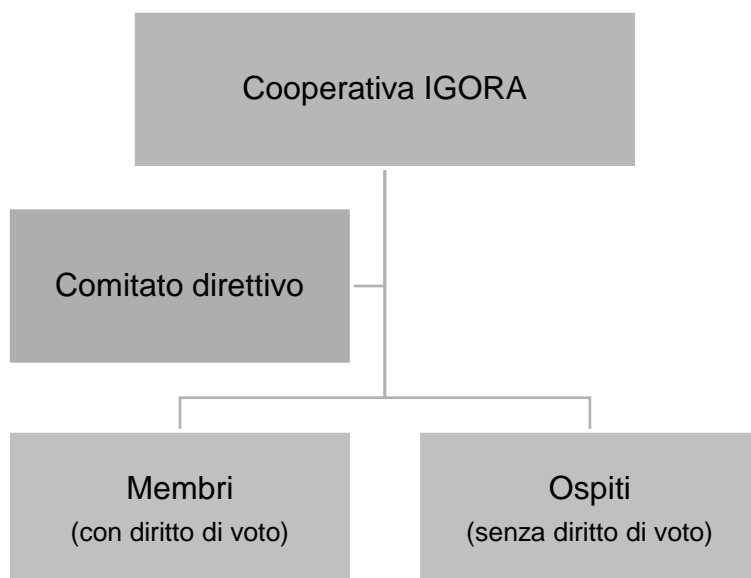 Cooperativa IGORA
Comitato direttivo
Membri
(con diritto di voto)
Ospiti
(senza diritto di voto)